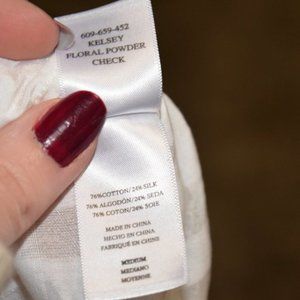 609-659-452
KELSEY
FLORAL POWDER
CHECK
76%COTTON/24% SILK
76% ALGODÓN/24% SEDA
76% COTON/24% SOIE
MADE IN CHINA
HECHO EN CHINA
FABRIQUÉ EN CHINE
MEDIUM
MEDIANO
MOYENNE